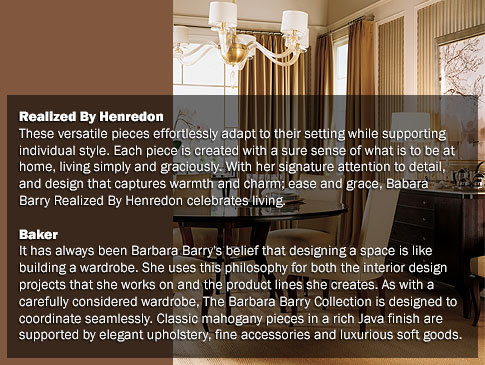 Realized By Henredon
These versatile pieces effortlessly adapt to their setting while supporting
individual style. Each piece is created with a sure sense of what is to be at
home, living simply and graciously. With her signature attention to detail,
and design that captures warmth and charm; ease and grace, Babara
Barry Realized By Henredon celebrates living.
Baker
It has always been Barbara Barry's belief that designing a space is like
building a wardrobe. She uses this philosophy for both the interior design
projects that she works on and the product lines she creates. As with a
carefully considered wardrobe, The Barbara Barry Collection is designed to
coordinate seamlessly. Classic mahogany pieces in a rich Java finish are
supported by elegant upholstery, fine accessories and luxurious soft goods.